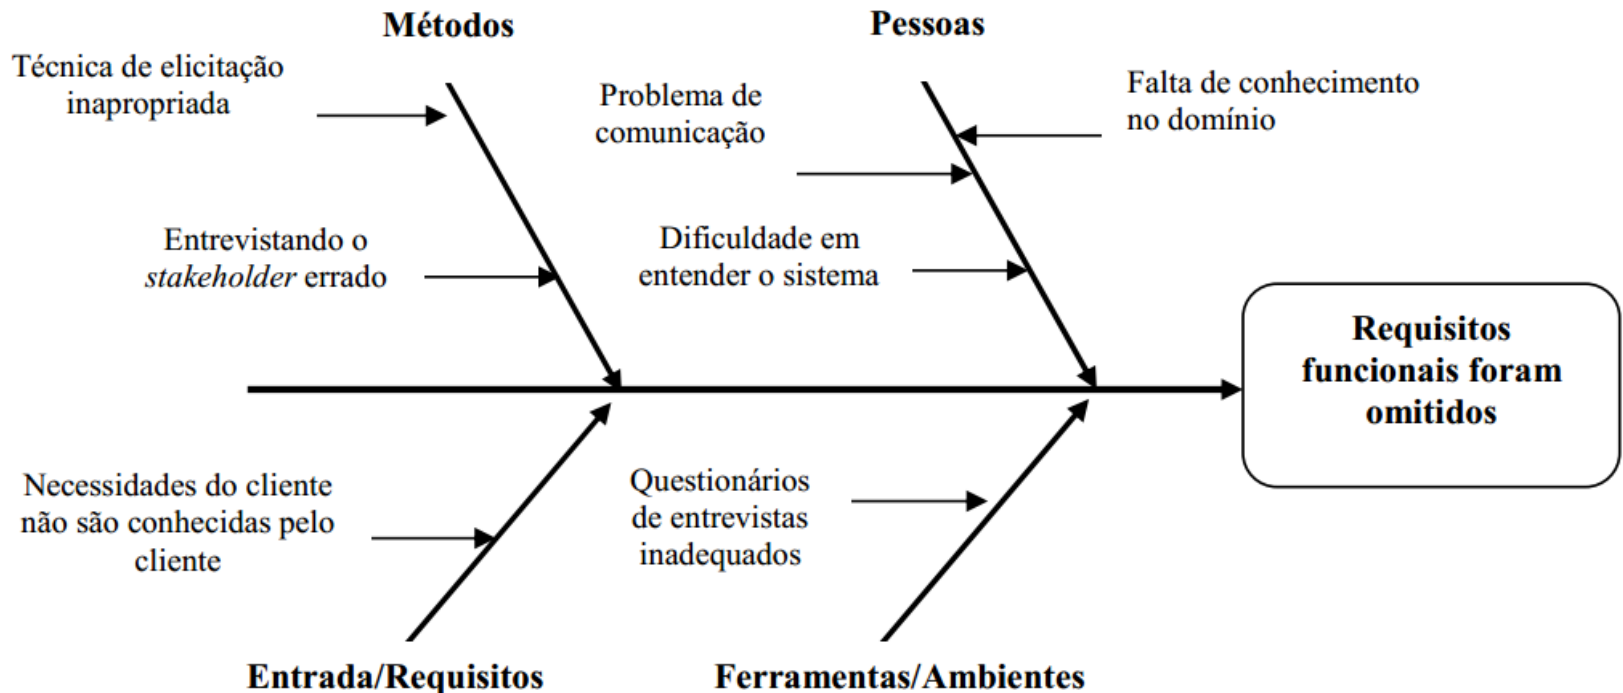 Métodos
Pessoas
Técnica de elicitação
inapropriada
Problema de
comunicação
Falta de conhecimento
no domínio
Entrevistando o
stakeholder errado
Dificuldade em
entender o sistema
Requisitos
funcionais foram
omitidos
Necessidades do cliente
não são conhecidas pelo
cliente
Questionários
de entrevistas
inadequados
Entrada/Requisitos
Ferramentas/Ambientes